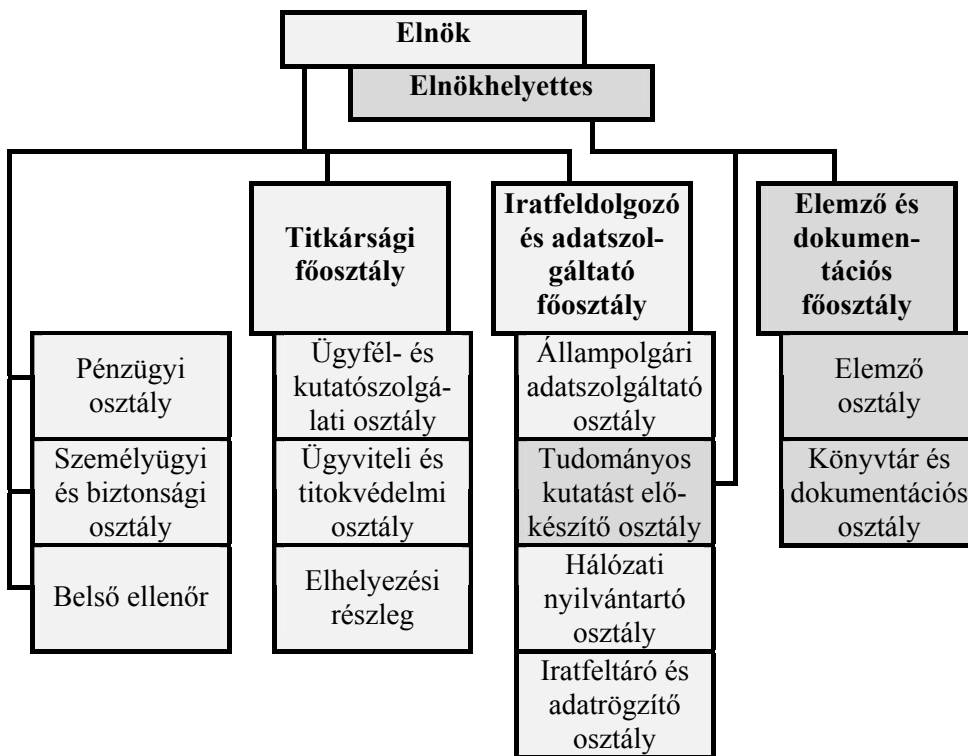 Elnök
Elnökhelyettes
Titkársági
főosztály
Iratfeldolgozó
és adatszol-
gáltató
főosztály
Elemző és
dokumen-
tációs
főosztály
Pénzügyi
osztály
Személyügyi
és biztonsági
osztály
Belső ellenőr
Ügyfél- és
kutatószolgá-
lati osztály
Ügyviteli és
titokvédelmi
osztály
Elhelyezési
részleg
Állampolgári
adatszolgáltató
osztály
Tudományos
kutatást elő-
készítő osztály
Hálózati
nyilvántartó
osztály
Iratfeltáró és
adatrögzítő
osztály
Elemző
osztály
Könyvtár és
dokumentációs
osztály